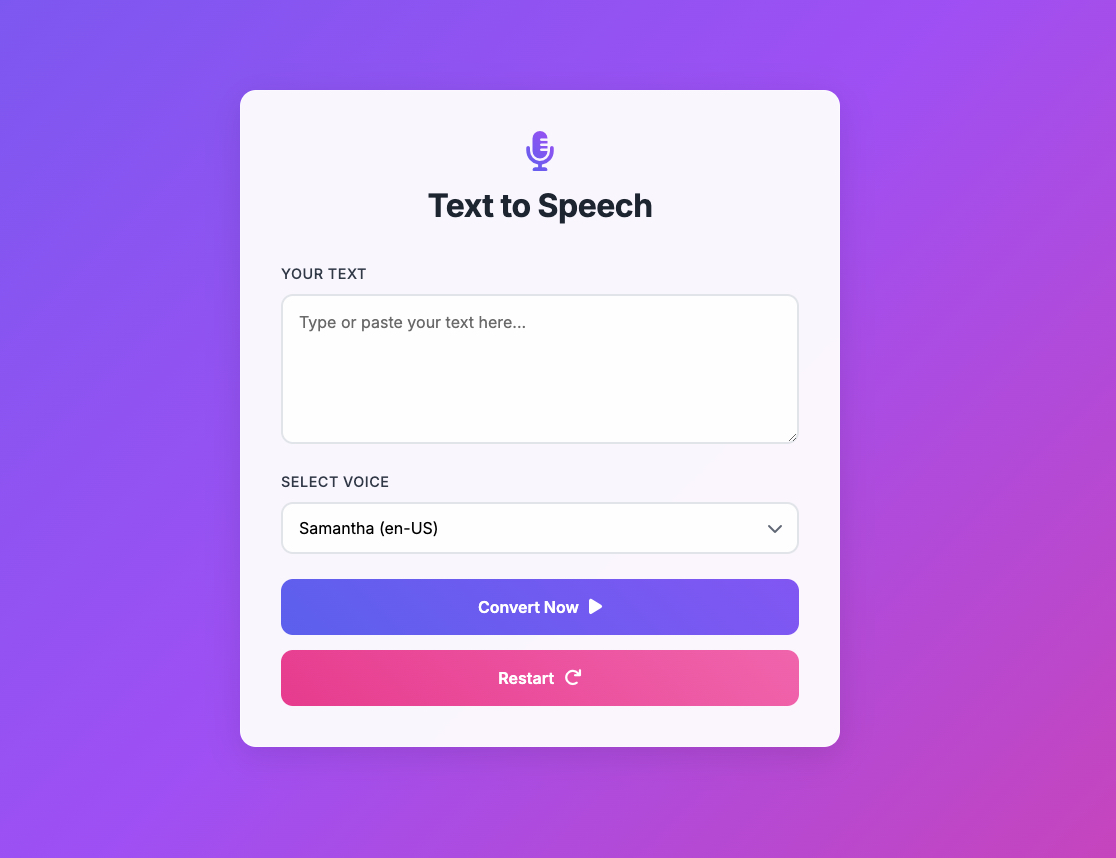 Text to Speech
YOUR TEXT
Type or paste your text here...
SELECT VOICE
Samantha (en-US)
Convert Now
Restart